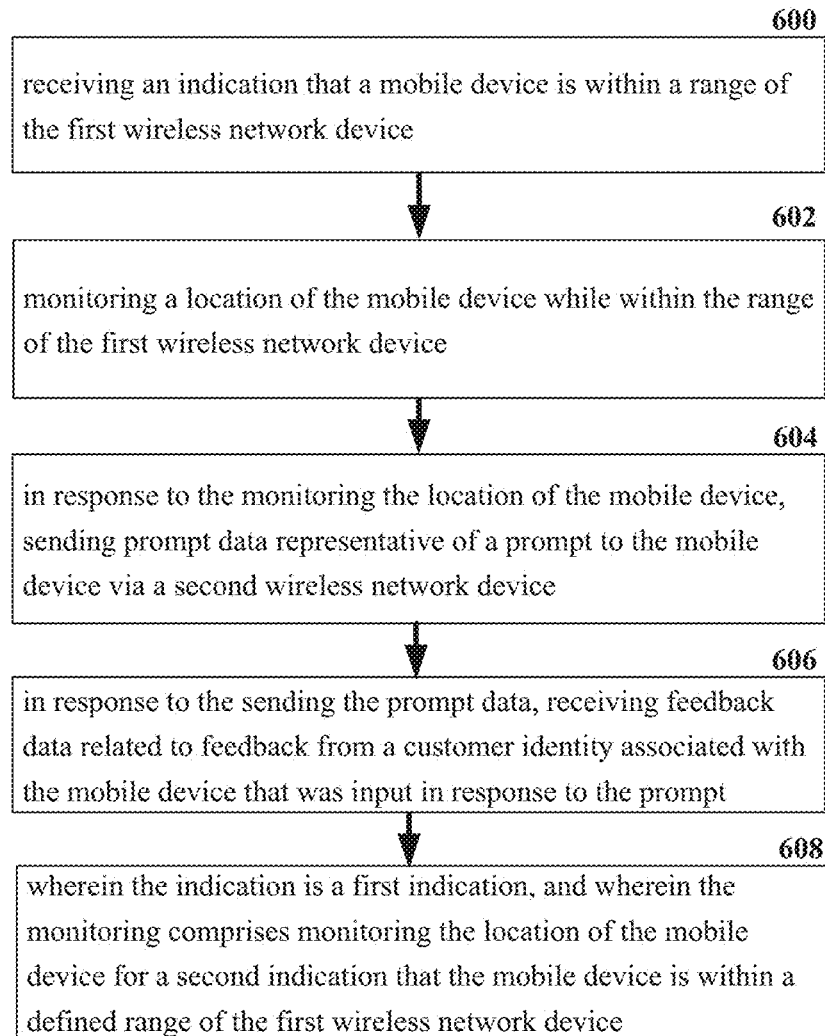 600
receiving an indication that a mobile device is within a range of
the first wireless network device
602
monitoring a location of the mobile device while within the range
of the first wireless network device
604
in response to the monitoring the location of the mobile device,
sending prompt data representative of a prompt to the mobile
device via a second wireless network device
606
in response to the sending the prompt data, receiving feedback
data related to feedback from a customer identity associated with
the mobile device that was input in response to the prompt
608
wherein the indication is a first indication, and wherein the
monitoring comprises monitoring the location of the mobile
device for a second indication that the mobile device is within a
defined range of the first wireless network device